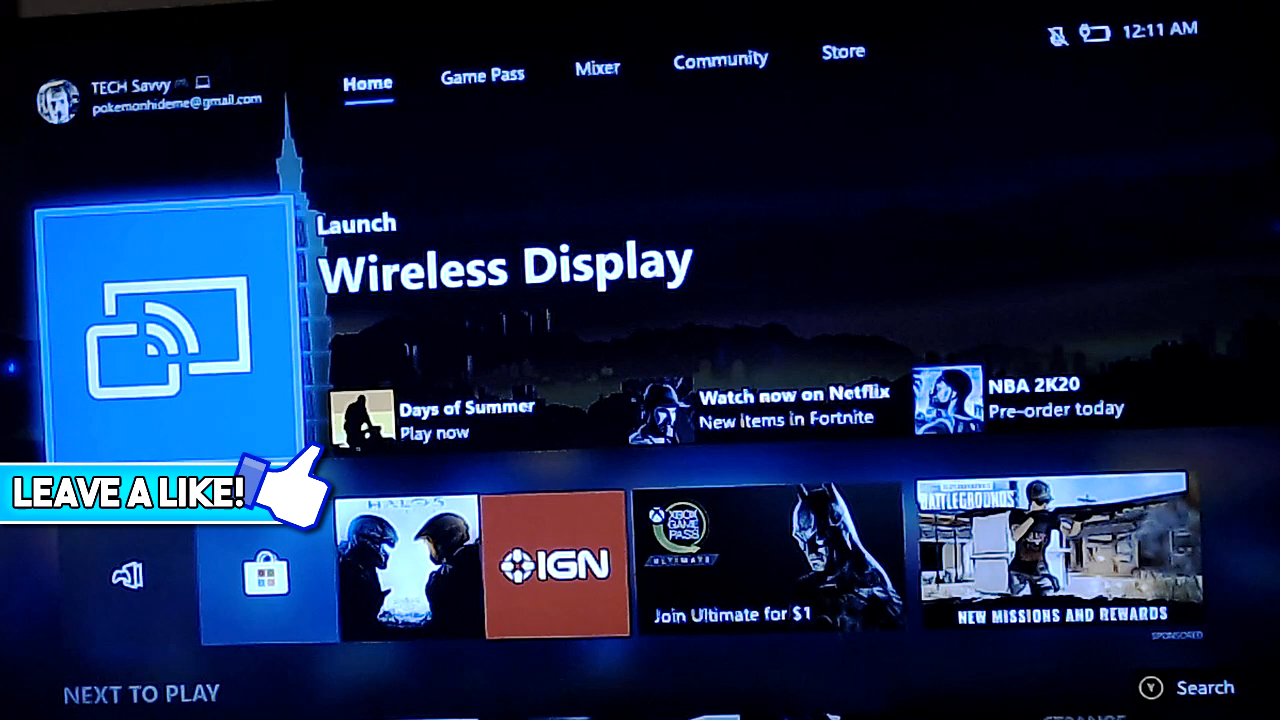 TECH Savvy
pokemonhideme@gmail.com
Home
Game Pass
Mixer
Community
Store
12:11 AM
Launch
Wireless Display
Days of Summer
Play now
Watch now on Netflix
New items in Fortnite
NBA 2K20
Pre-order today
LEAVE A LIKE!
HALO 5
IGN
XBOX
GAME
PASS
ULTIMATE
Join Ultimate for $1
BATTLEGROUNDS
NEW MISSIONS AND REWARDS
SPONSORED
NEXT TO PLAY
Y
Search